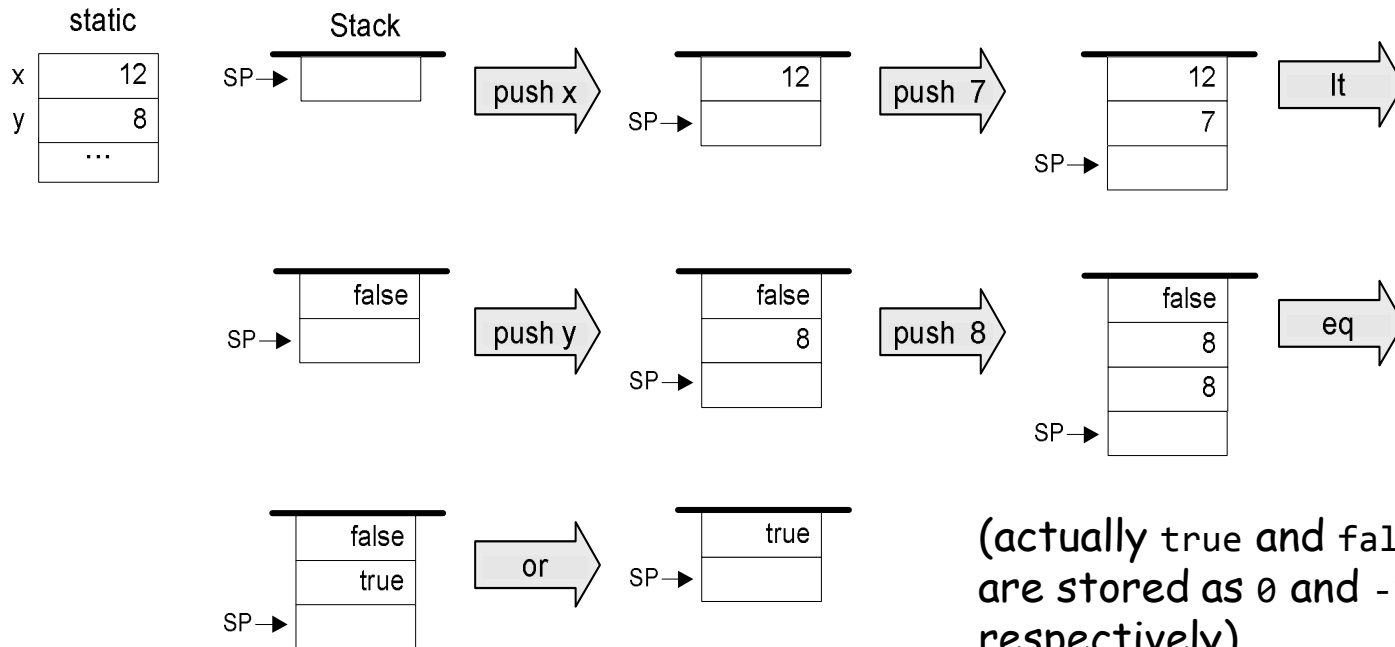 static
Stack
x 12
y 8
...
SP
push x
12
SP
push 7
12
7
SP
lt
false
SP
push y
false
8
SP
push 8
false
8
8
SP
eq
false
true
SP
or
true
SP
(actually true and fal
are stored as 0 and -
respectively)